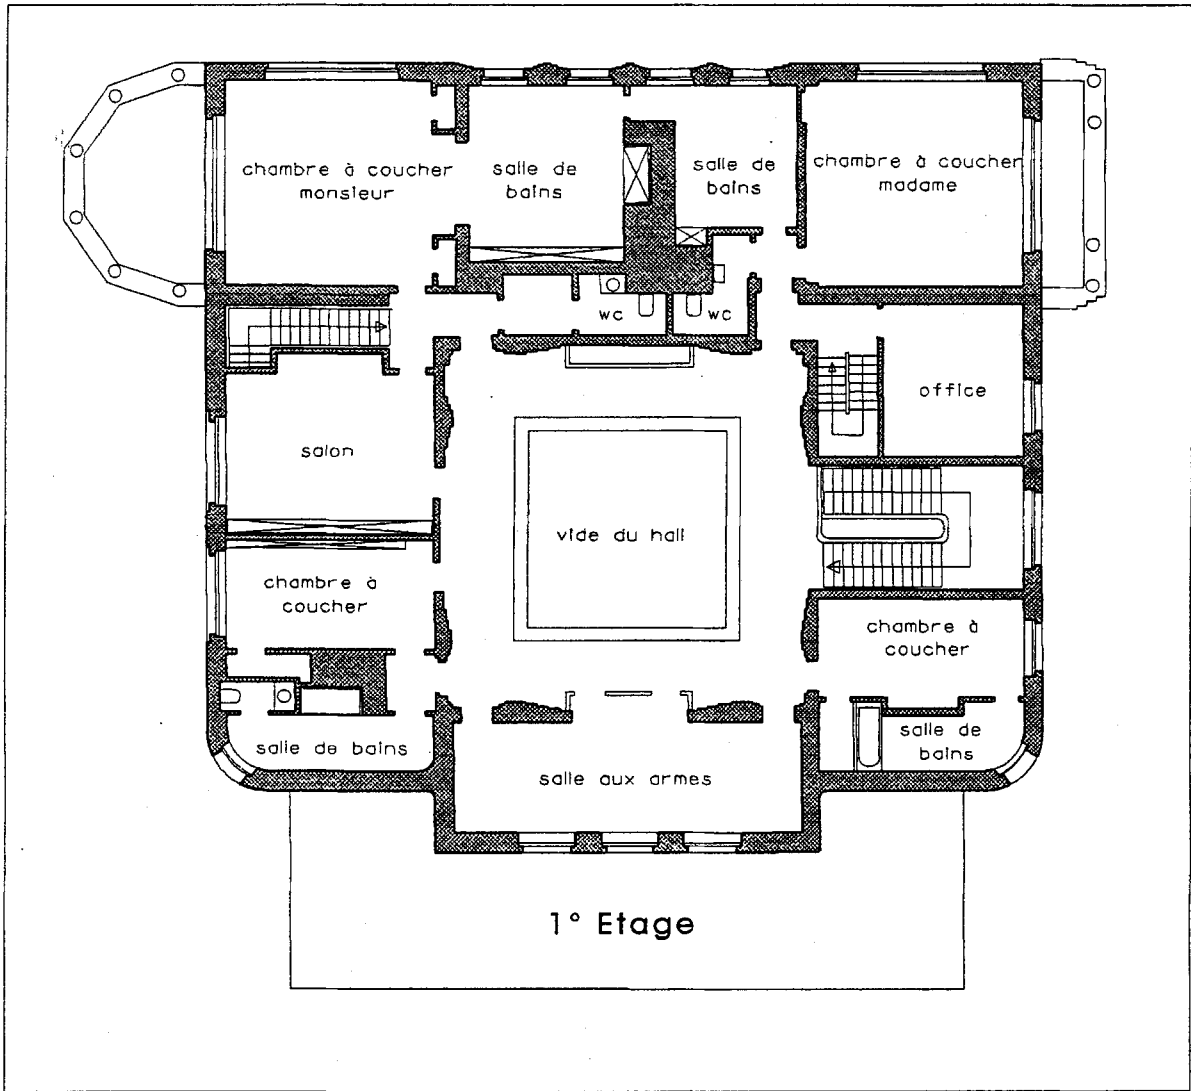 chambre à coucher
monsieur
salle de
bains
salle de
bains
chambre à coucher
madame
wc
wc
office
salon
vide du hall
chambre à
coucher
chambre à
coucher
salle de bains
salle de
bains
salle aux armes
1° Etage